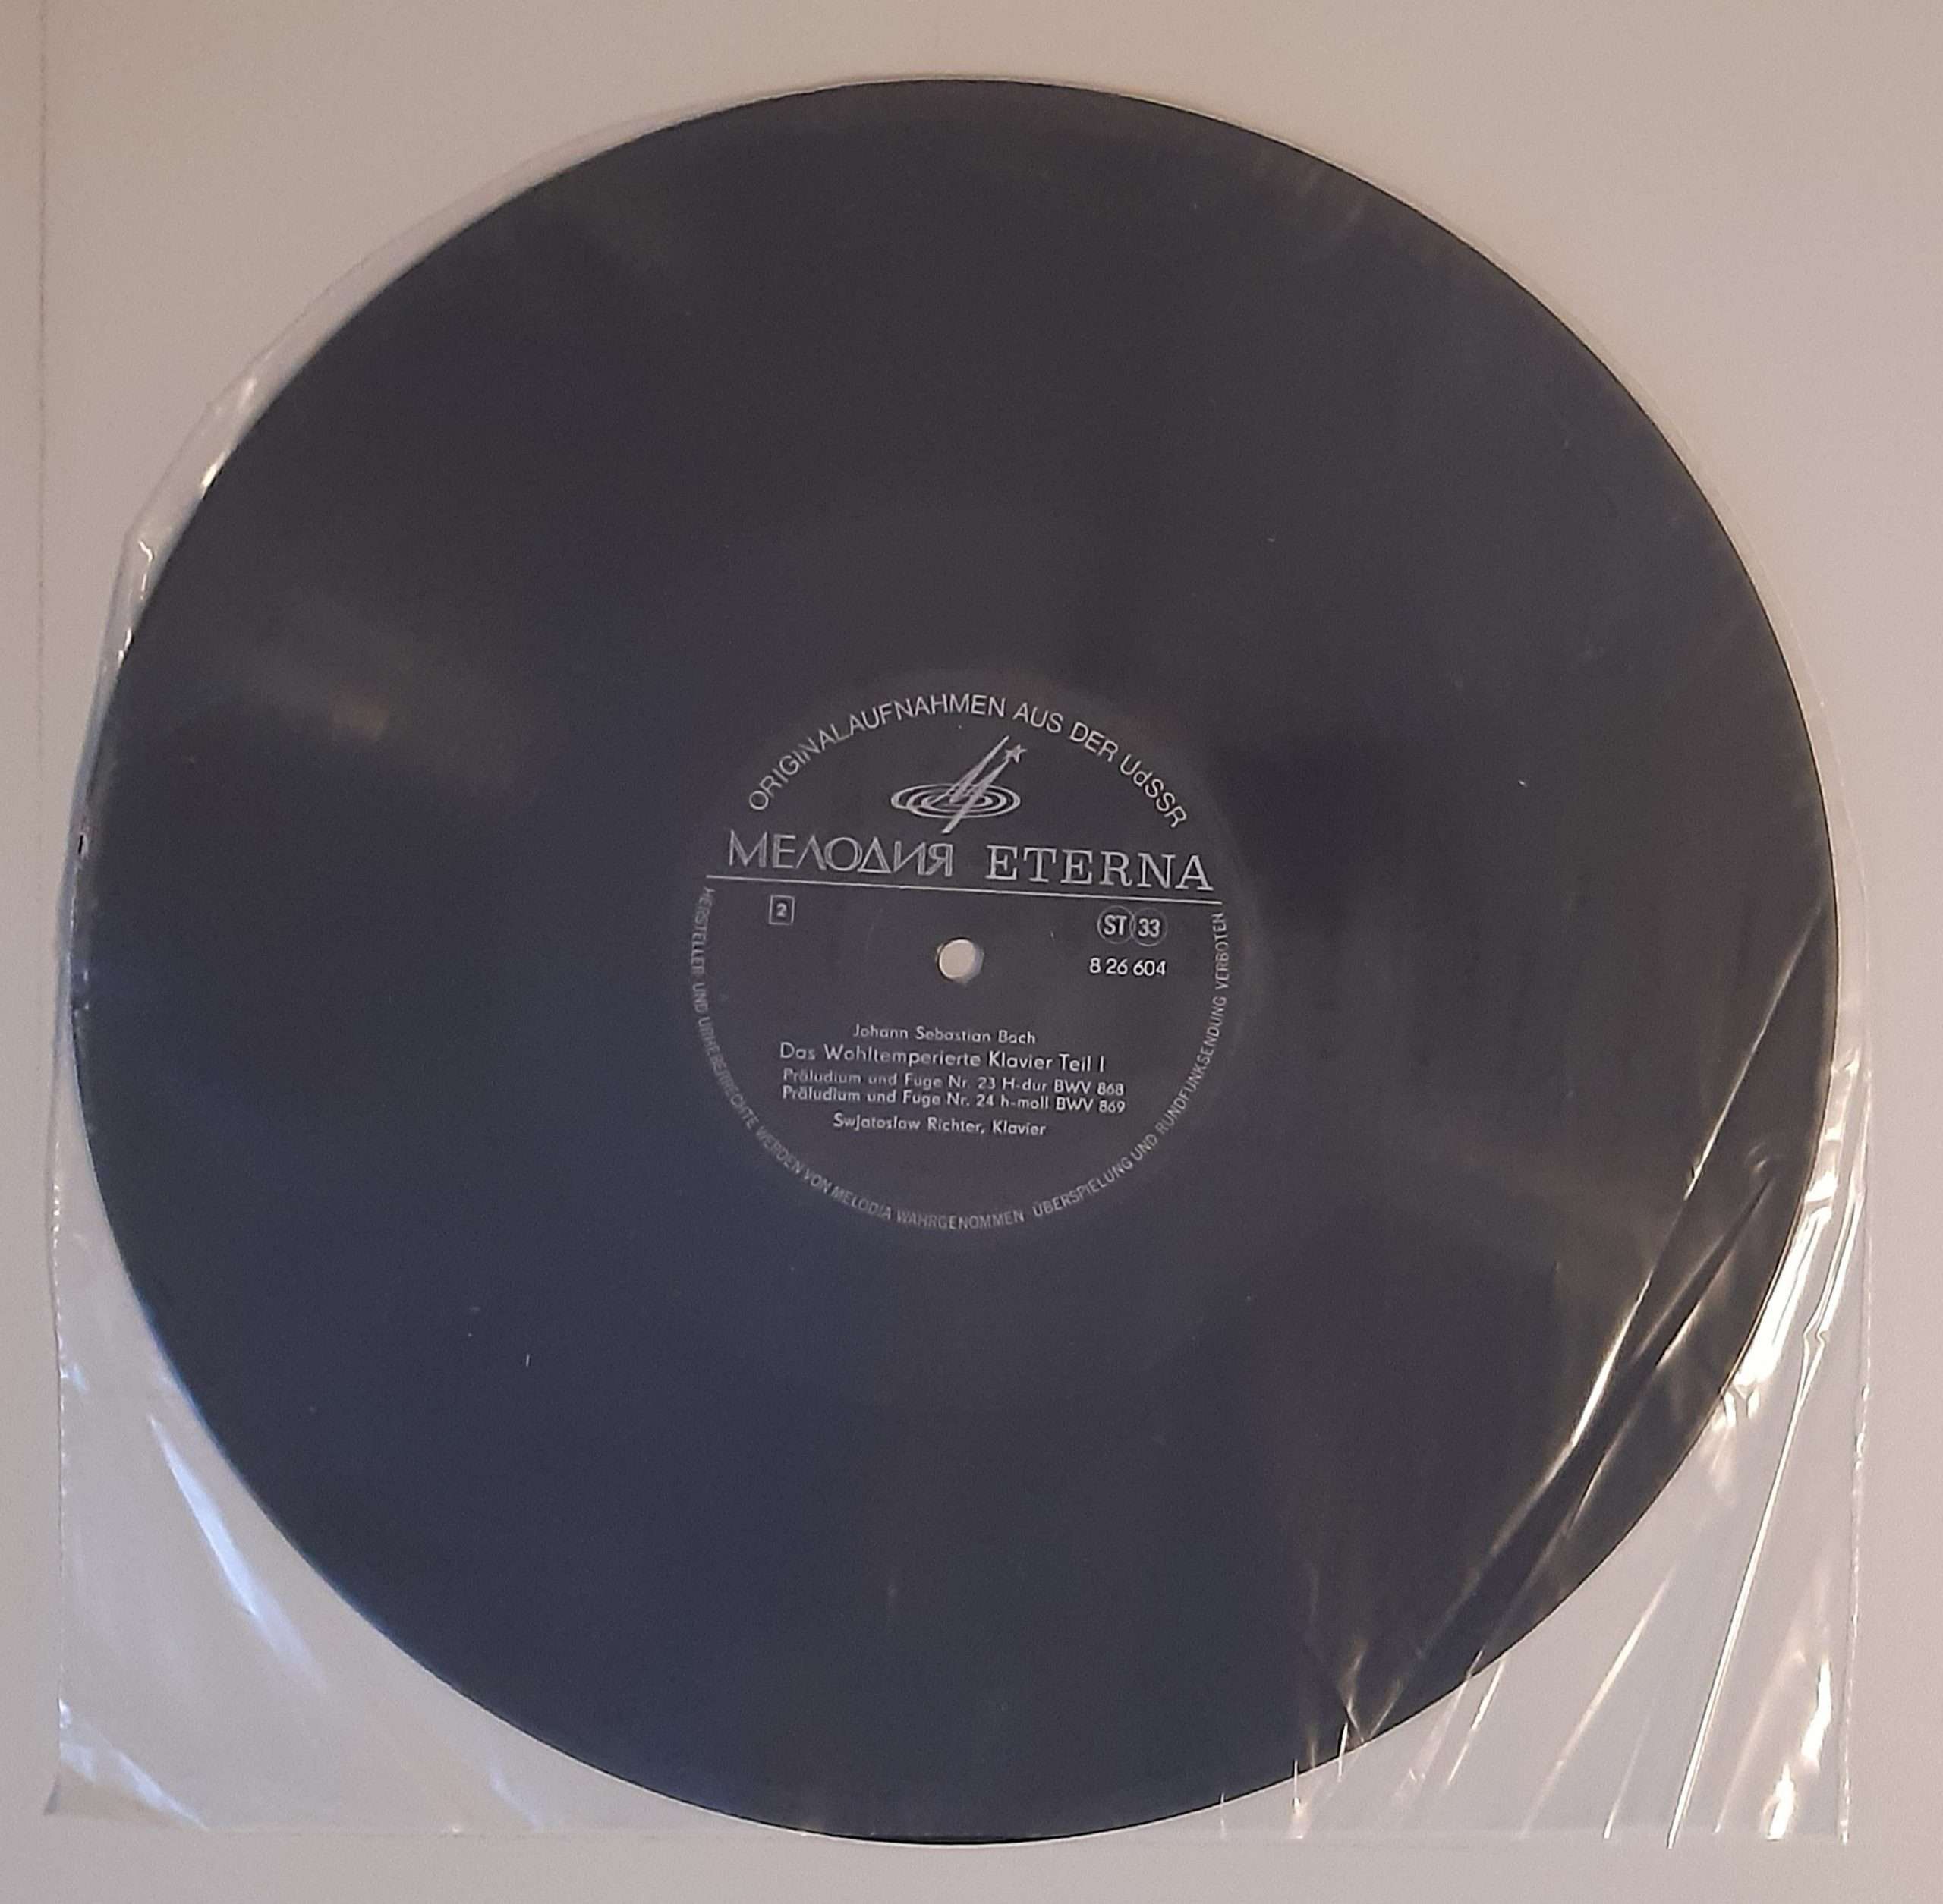 ORIGINALAUFNAHMEN AUS DER UdSSR
МЕЛОДИЯ ETERNA
2
ST 33
8 26 604
Johann Sebastian Bach
Das Wohltemperierte Klavier Teil I
Präludium und Fuge Nr. 23 H-dur BWV 868
Präludium und Fuge Nr. 24 h-moll BWV 869
Swjatoslaw Richter, Klavier
HERSTELLER- UND URHEBERRECHTE WERDEN VON MELODIA WAHRGENOMMEN ÜBERSPIELUNG UND RUNDFUNKSENDUNG VERBOTEN